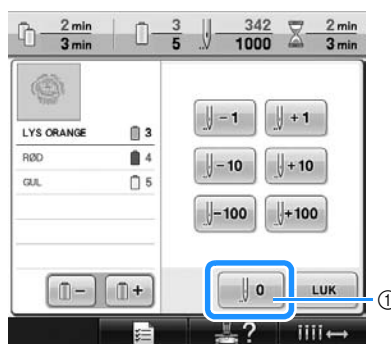 2 min 3 342 2 min
3 min 5 1000 3 min
LYS ORANGE 3
RØD 4
GUL 5
- 1 + 1
- 10 + 10
-100 +100
- + 0 LUK ①
?